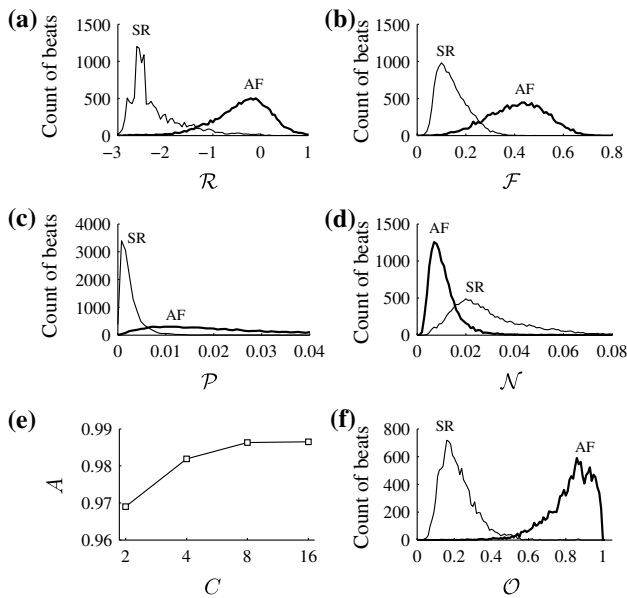 (a)
SR
AF
Count of beats
1500
1000
500
0
−3 −2 −1 0 1
R
(b)
SR
AF
Count of beats
1500
1000
500
0
0 0.2 0.4 0.6 0.8
F
(c)
SR
AF
Count of beats
4000
3000
2000
1000
0
0 0.01 0.02 0.03 0.04
P
(d)
AF
SR
Count of beats
1500
1000
500
0
0 0.02 0.04 0.06 0.08
N
(e)
A
0.99
0.98
0.97
0.96
2 4 8 16
C
(f)
SR
AF
Count of beats
800
600
400
200
0
0 0.2 0.4 0.6 0.8 1
O